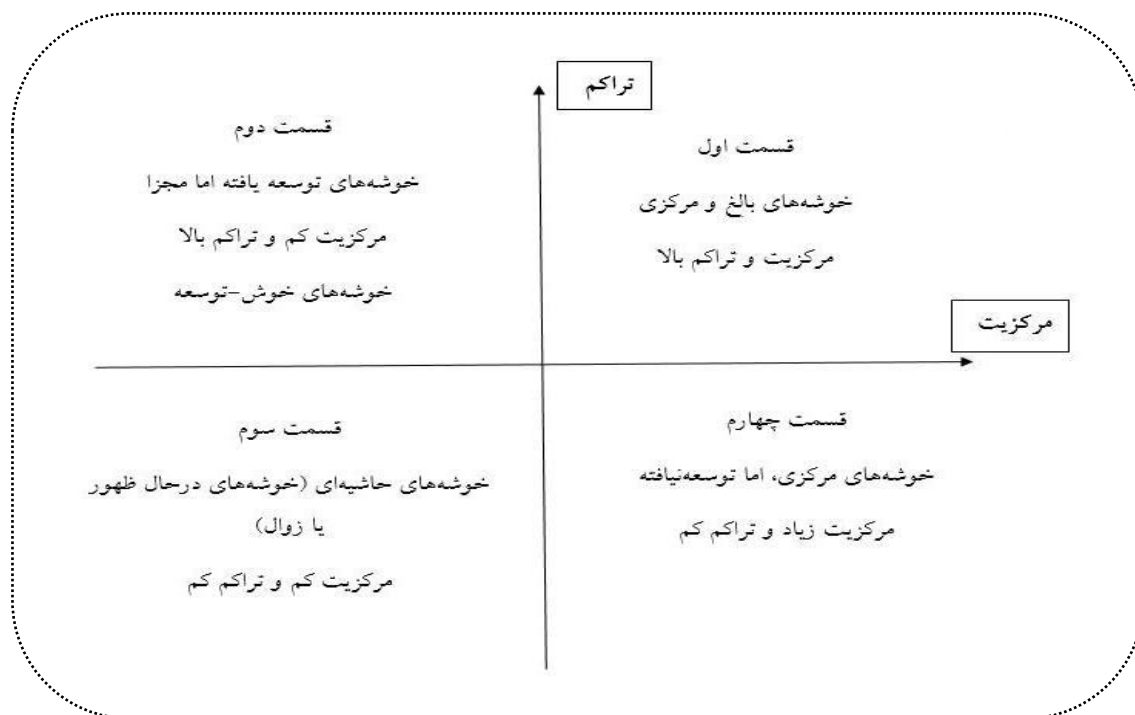 تراکم
قسمت اول
خوشه‌های بالغ و مرکزی
مرکزیت و تراکم بالا
قسمت دوم
خوشه‌های توسعه یافته اما مجزا
مرکزیت کم و تراکم بالا
خوشه‌های خوش-توسعه
مرکزیت
قسمت سوم
خوشه‌های حاشیه‌ای (خوشه‌های درحال ظهور
یا زوال)
مرکزیت کم و تراکم کم
قسمت چهارم
خوشه‌های مرکزی، اما توسعه‌نیافته
مرکزیت زیاد و تراکم کم